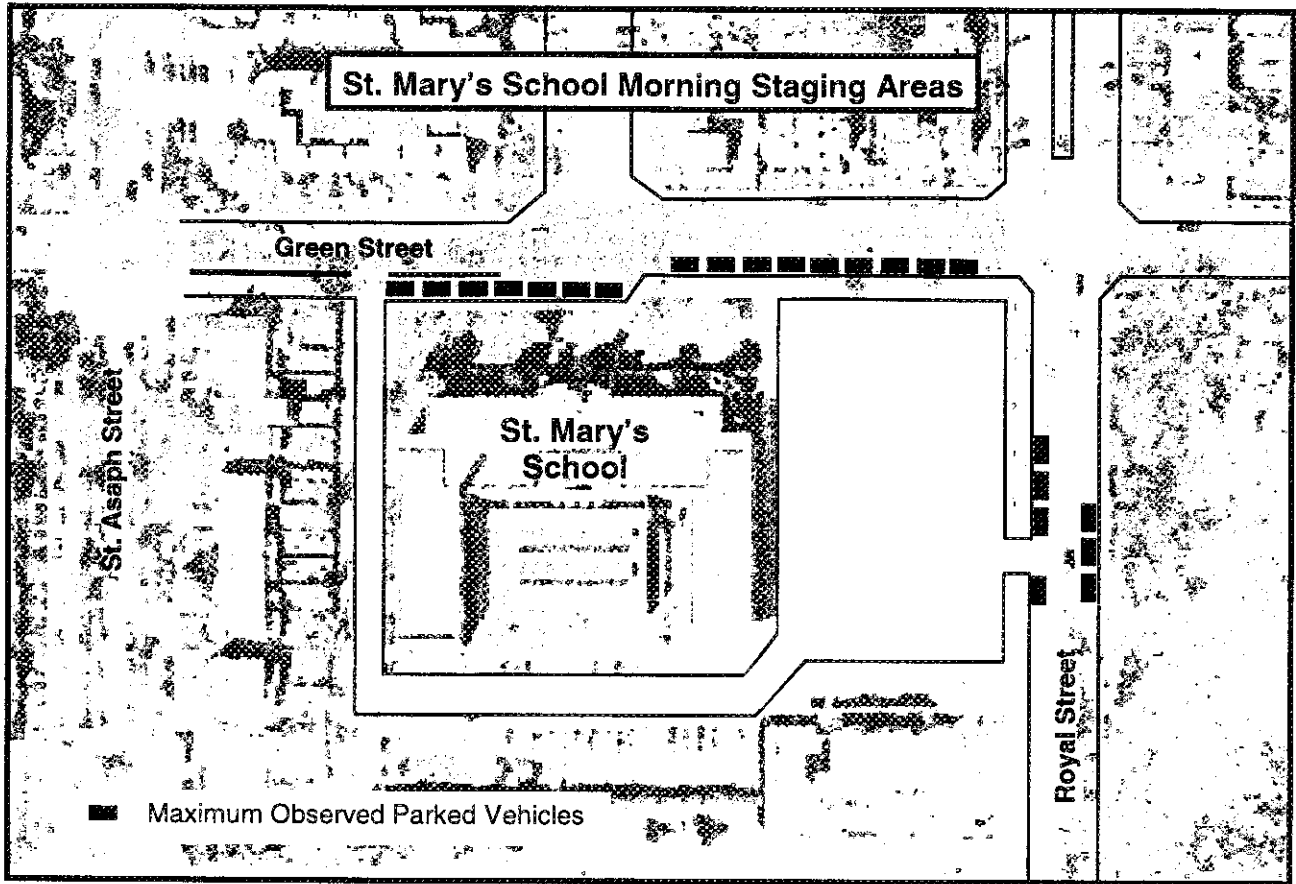 St. Mary's School Morning Staging Areas
Green Street
St. Mary's
School
St. Asaph Street
Royal Street
Maximum Observed Parked Vehicles